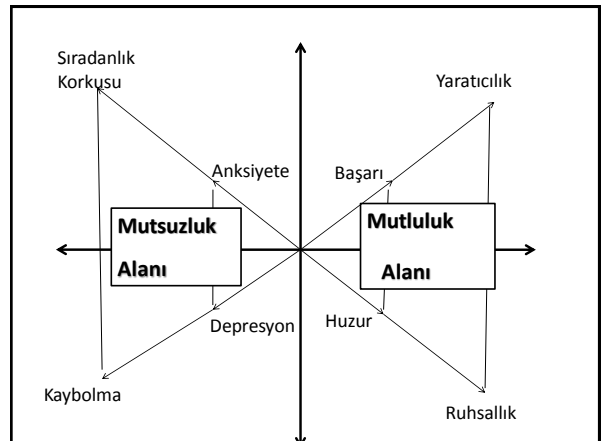 Sıradanlık
Korkusu
Yaratıcılık
Anksiyete
Başarı
Mutsuzluk
Alanı
Mutluluk
Alanı
Depresyon
Huzur
Kaybolma
Ruhsallık